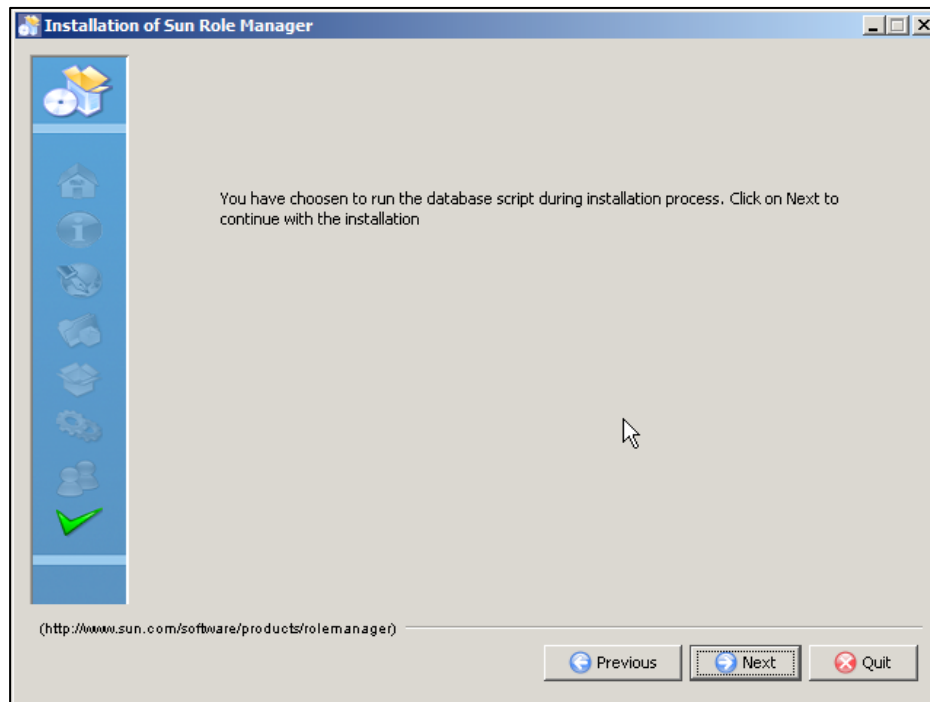 Installation of Sun Role Manager
You have choosen to run the database script during installation process. Click on Next to
continue with the installation
(http://www.sun.com/software/products/rolemanager)
Previous
Next
Quit